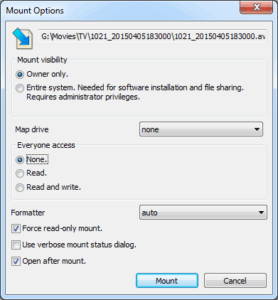 Mount Options
G:\Movies\TV\1021_20150405183000\1021_20150405183000.av
Mount visibility
Owner only.
Entire system. Needed for software installation and file sharing.
Requires administrator privileges.
Map drive none
Everyone access
None.
Read.
Read and write.
Formatter auto
Force read-only mount.
Use verbose mount status dialog.
Open after mount.
Mount Cancel